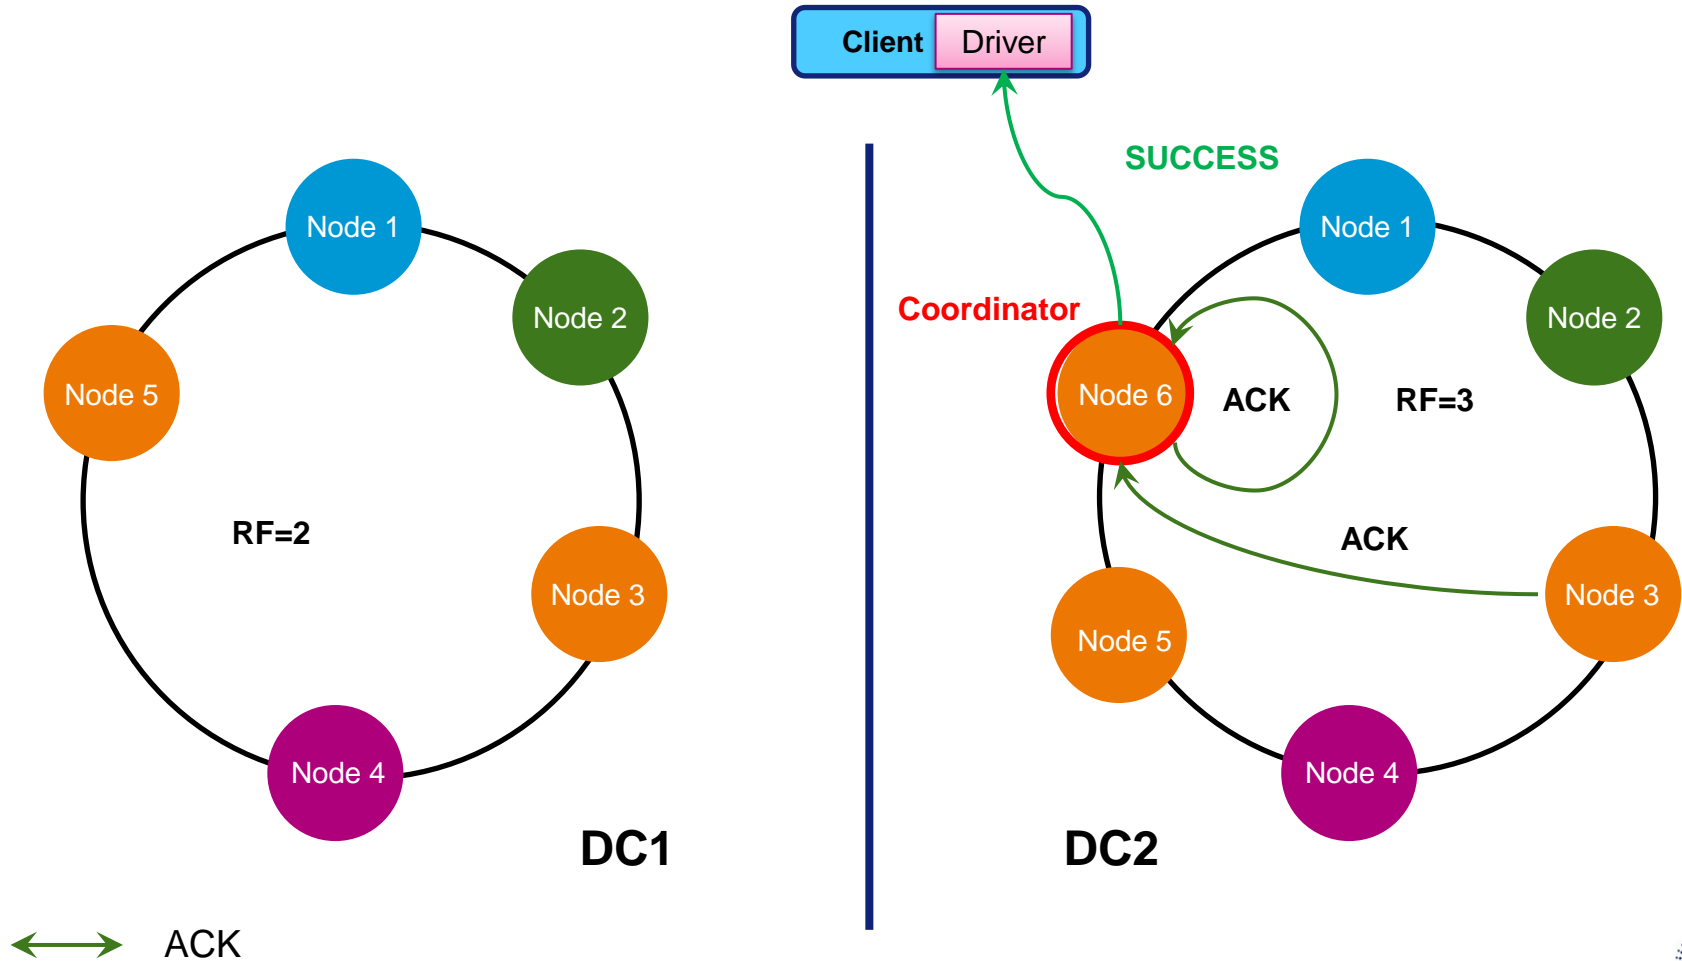 Client Driver
SUCCESS
Node 1
Node 2
Node 5
RF=2
Node 3
Node 4
DC1
Node 1
Coordinator
Node 2
Node 6
ACK
RF=3
ACK
Node 3
Node 5
Node 4
DC2
ACK